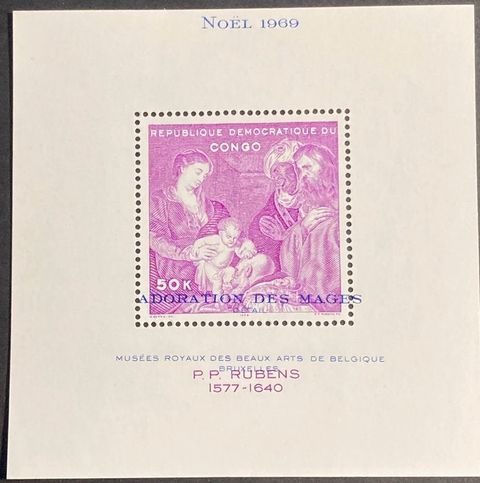 NOËL 1969
REPUBLIQUE DEMOCRATIQUE DU
CONGO
50K
ADORATION DES MAGES
DETAIL
MUSÉES ROYAUX DES BEAUX ARTS DE BELGIQUE
BRUXELLES
P.P. RUBENS
1577-1640